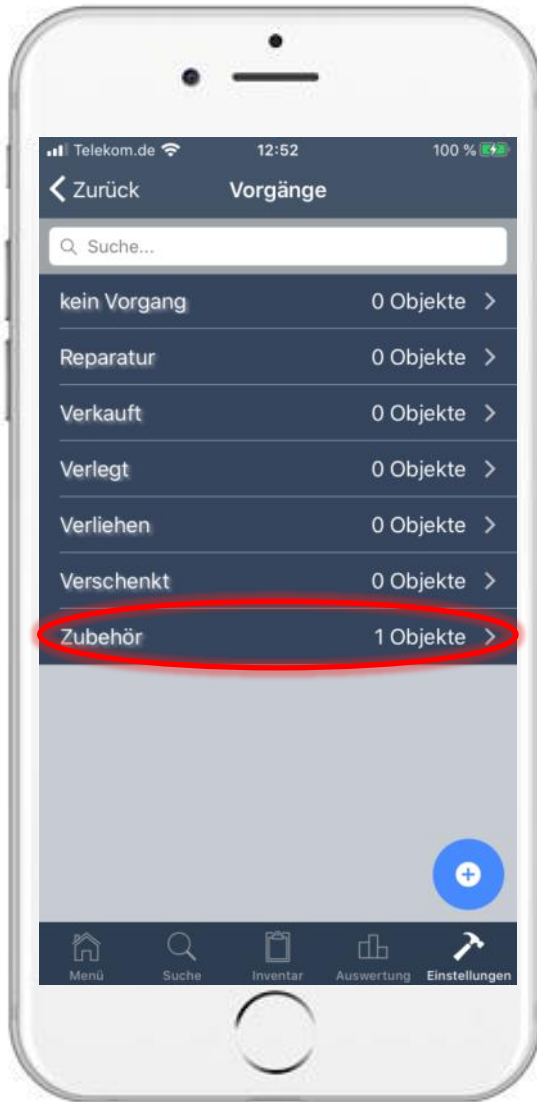 Telekom.de 12:52 100 %
Zurück Vorgänge
Suche...
kein Vorgang 0 Objekte
Reparatur 0 Objekte
Verkauft 0 Objekte
Verlegt 0 Objekte
Verliehen 0 Objekte
Verschenkt 0 Objekte
Zubehör 1 Objekte
Menü Suche Inventar Auswertung Einstellungen